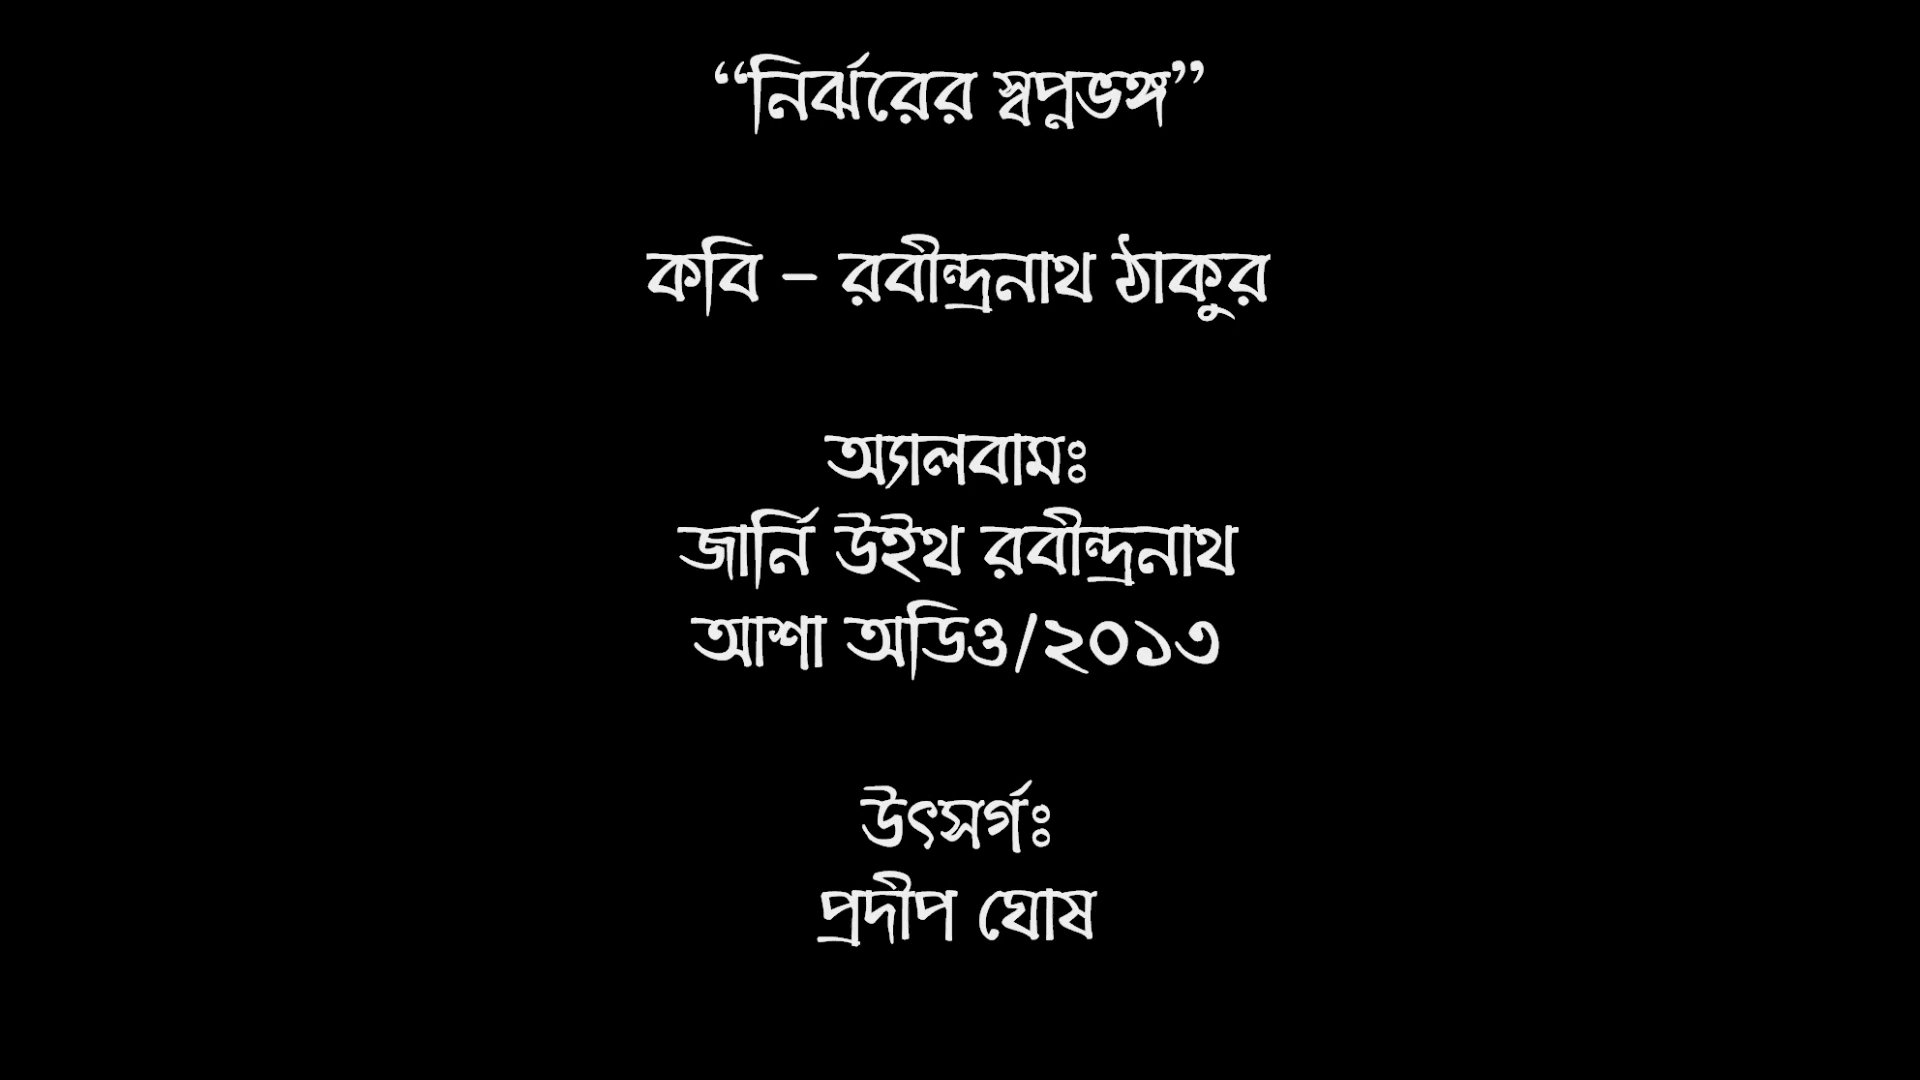 “নির্ঝরের স্বপ্নভঙ্গ”
কবি – রবীন্দ্রনাথ ঠাকুর
অ্যালবামঃ
জার্নি উইথ রবীন্দ্রনাথ
আশা অডিও/২০১৩
উৎসর্গঃ
প্রদীপ ঘোষ